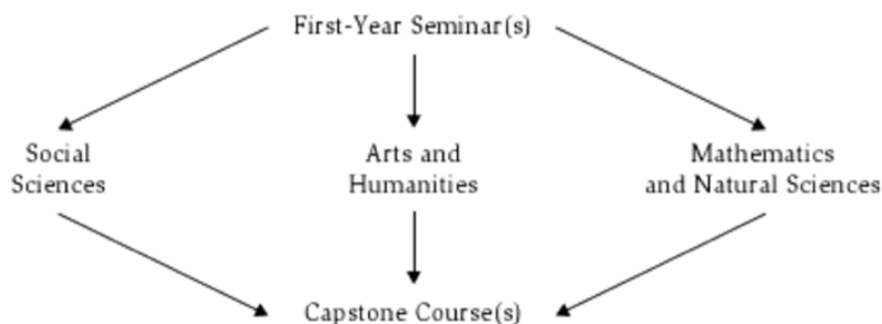 First-Year Seminar(s)
Social
Sciences
Arts and
Humanities
Mathematics
and Natural Sciences
Capstone Course(s)